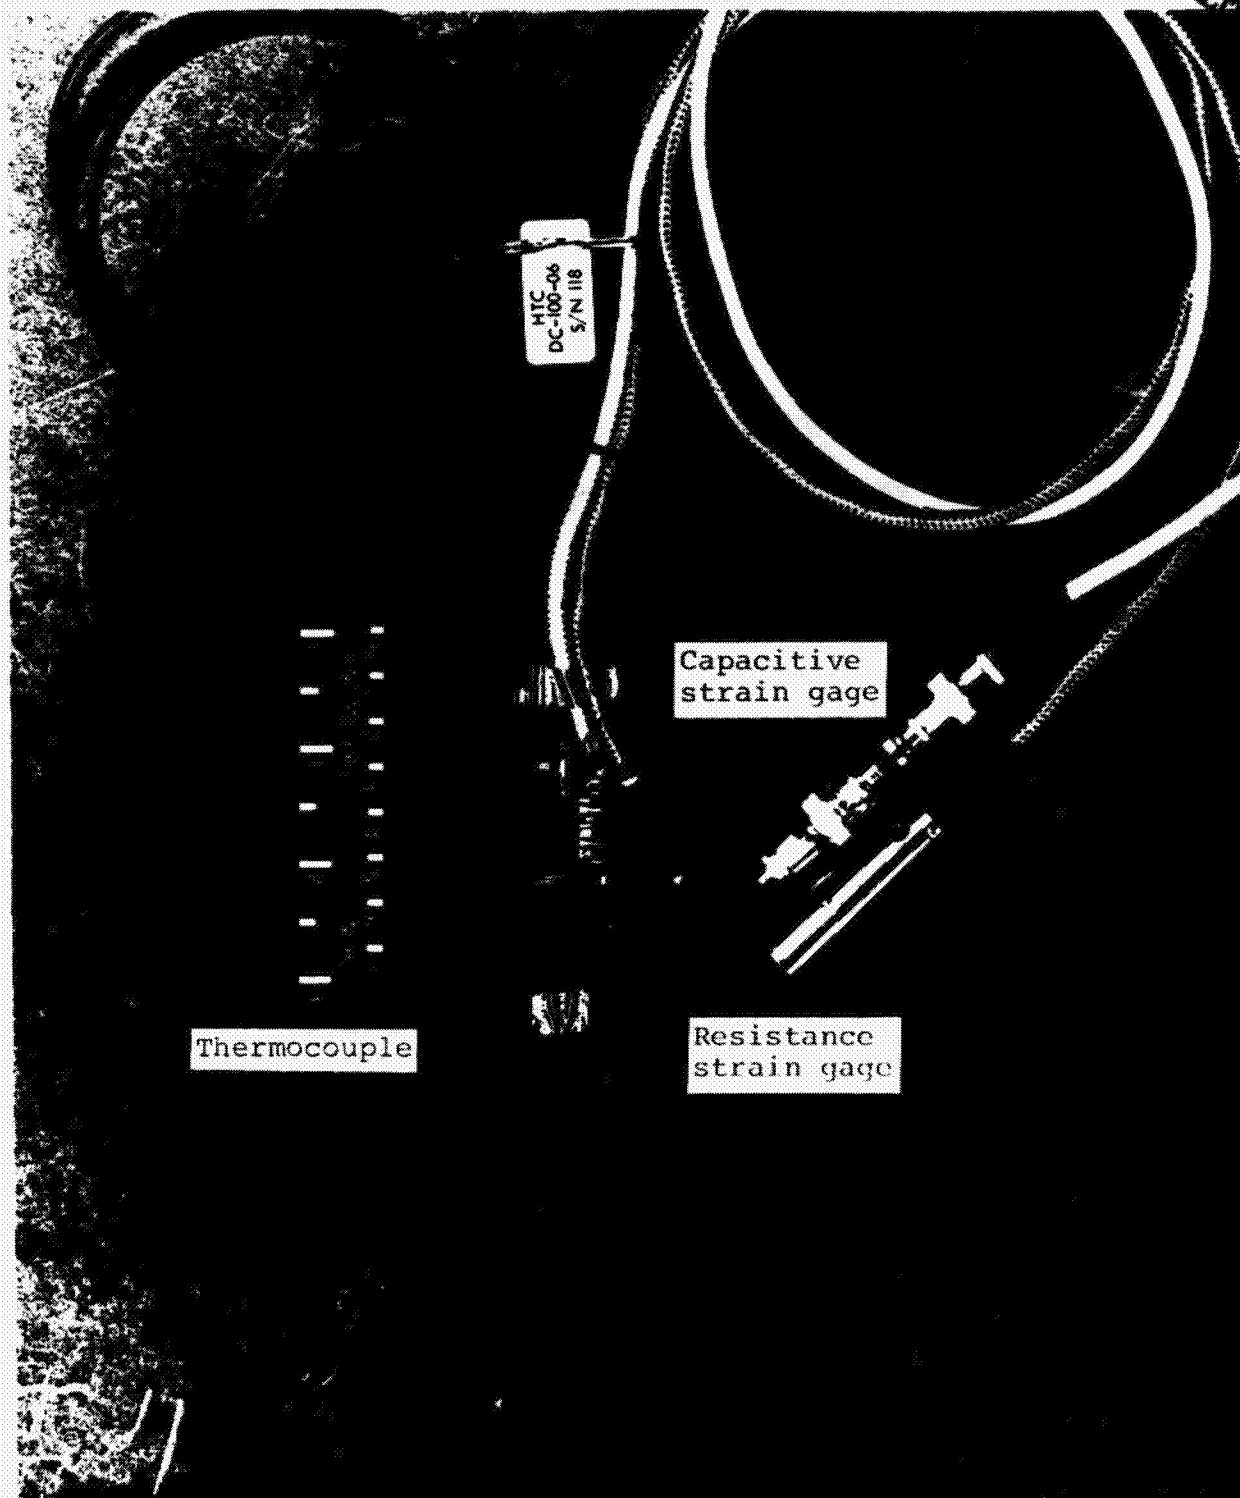 HTC
DC-100-06
S/N 118
Capacitive
strain gage
Thermocouple
Resistance
strain gage